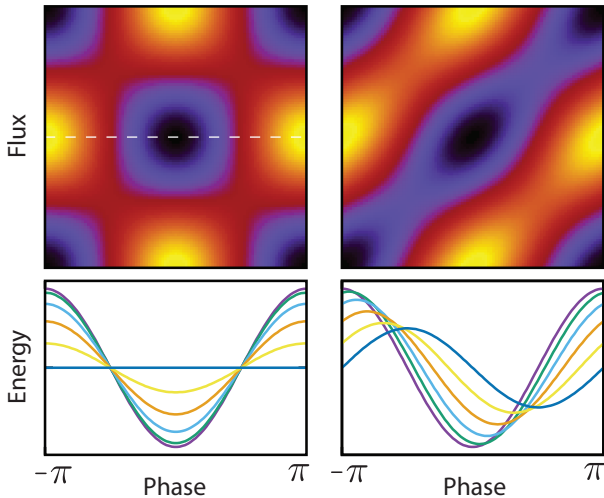 Flux
Energy
−π
π
−π
π
Phase
Phase